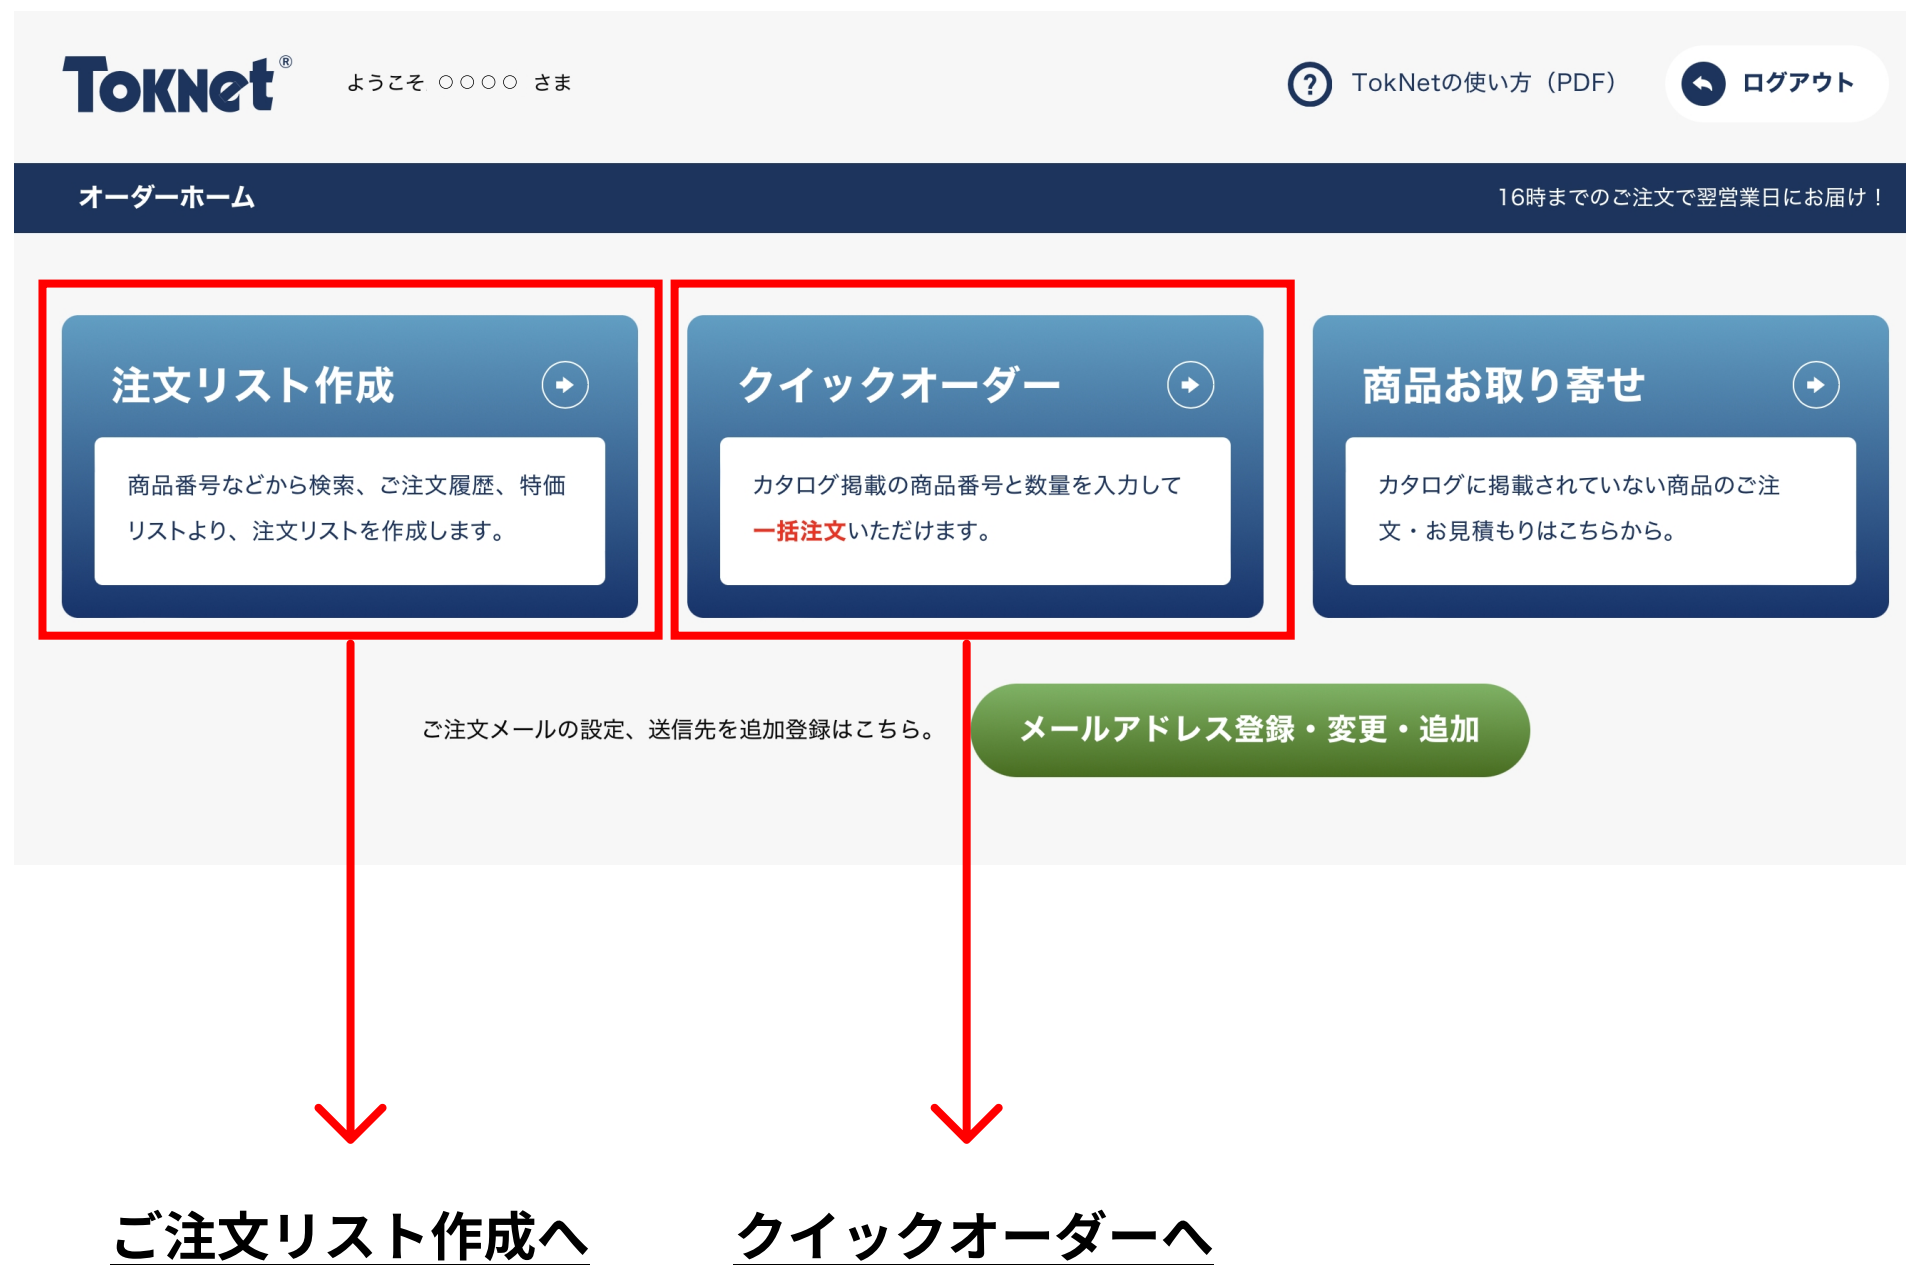 TOKNet®
ようこそ ○○○○ さま
TokNetの使い方（PDF）
ログアウト
オーダーホーム
16時までのご注文で翌営業日にお届け！
注文リスト作成
商品番号などから検索、ご注文履歴、特価
リストより、注文リストを作成します。
クイックオーダー
カタログ掲載の商品番号と数量を入力して
一括注文いただけます。
商品お取り寄せ
カタログに掲載されていない商品のご注
文・お見積もりはこちらから。
ご注文メールの設定、送信先を追加登録はこちら。
メールアドレス登録・変更・追加
ご注文リスト作成へ
クイックオーダーへ